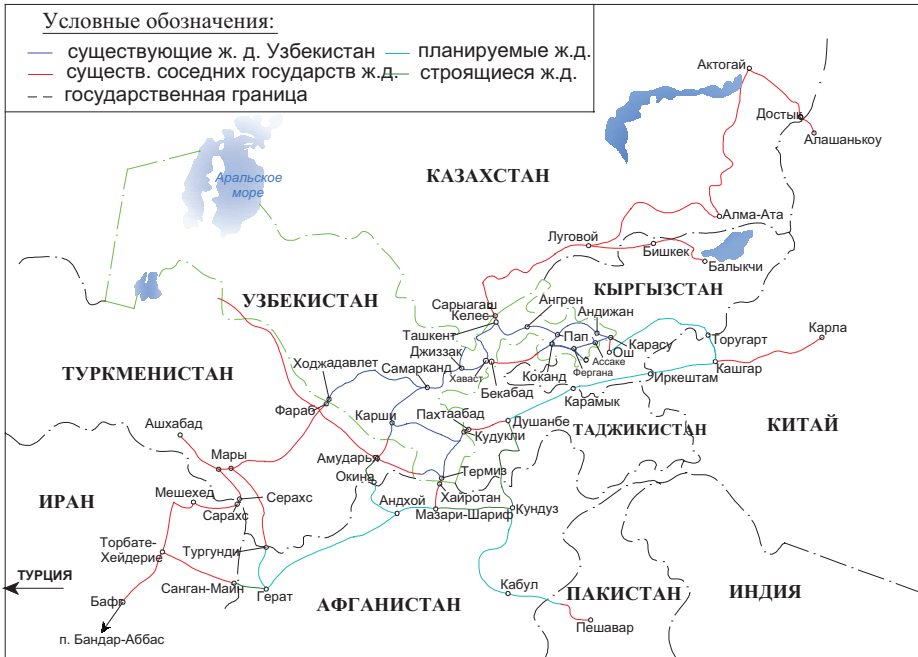 Условные обозначения:
существующие ж. д. Узбекистан
планируемые ж.д.
существ. соседних государств ж.д.
строящиеся ж.д.
государственная граница
Актогай
Достык
Алашанькоу
КАЗАХСТАН
Аральское
море
Алма-Ата
Луговой
Бишкек
Балыкчи
КЫРГЫЗСТАН
УЗБЕКИСТАН
Сарыагаш
Келес
Ангрен
Андижан
Ташкент
Пап
Карасу
Торугарт
Карла
Джиззак
Ош
Ассаке
Фергана
Кашгар
ТУРКМЕНИСТАН
Ходжадавлет
Самарканд
Хаваст
Бекабад
Коканд
Иркештам
Карамык
Фараб
Карши
Пахтаабад
Душанбе
Кудукли
ТАДЖИКИСТАН
КИТАЙ
Ашхабад
Мары
Амударья
Окина
Термиз
Хайротан
ИРАН
Мешехед
Серахс
Сарахс
Андхой
Мазари-Шариф
Кундуз
Торбате-
Хейдерие
Тургунди
ТУРЦИЯ
Санган-Майн
Герат
Кабул
Бафк
АФГАНИСТАН
ПАКИСТАН
ИНДИЯ
Пешавар
п. Бандар-Аббас